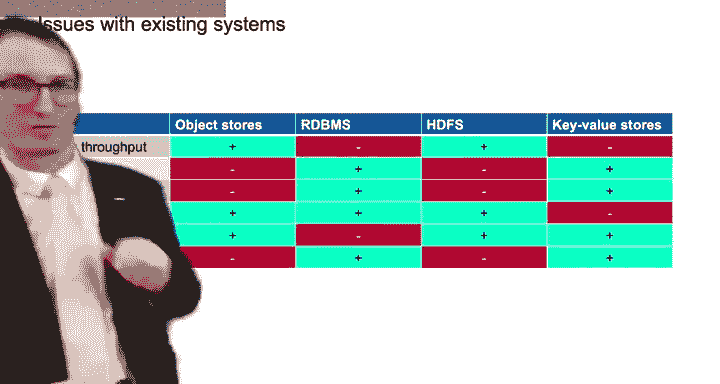 Issues with existing systems
Object stores RDBMS HDFS Key-value stores
throughput + - + -
- + - +
- + - +
+ + + -
+ - + +
- + - +